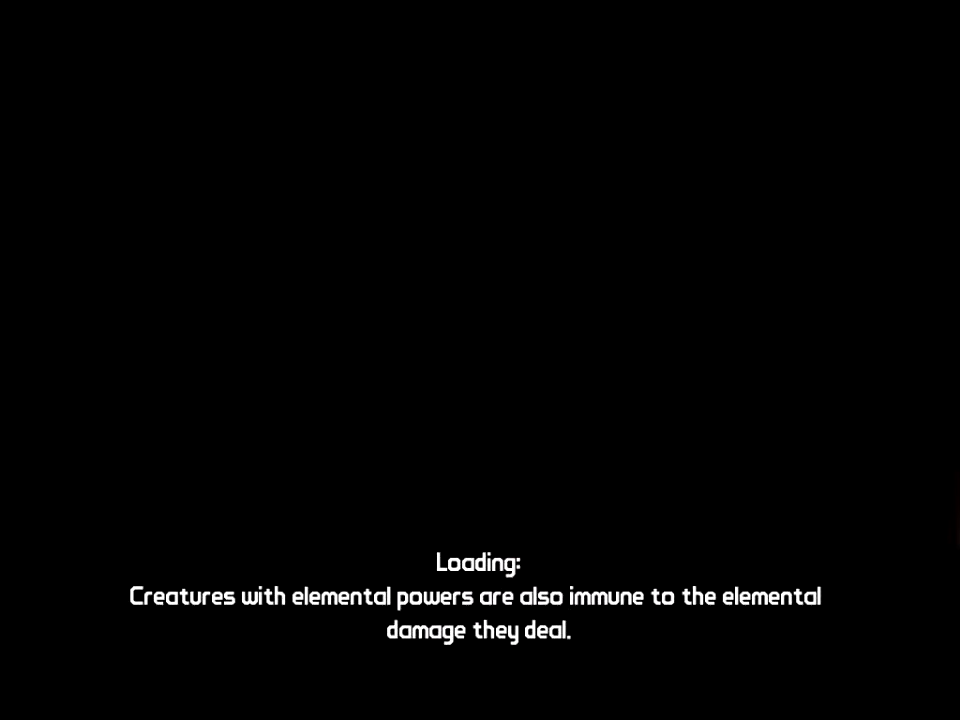 Loading:
Creatures with elemental powers are also immune to the elemental
damage they deal.